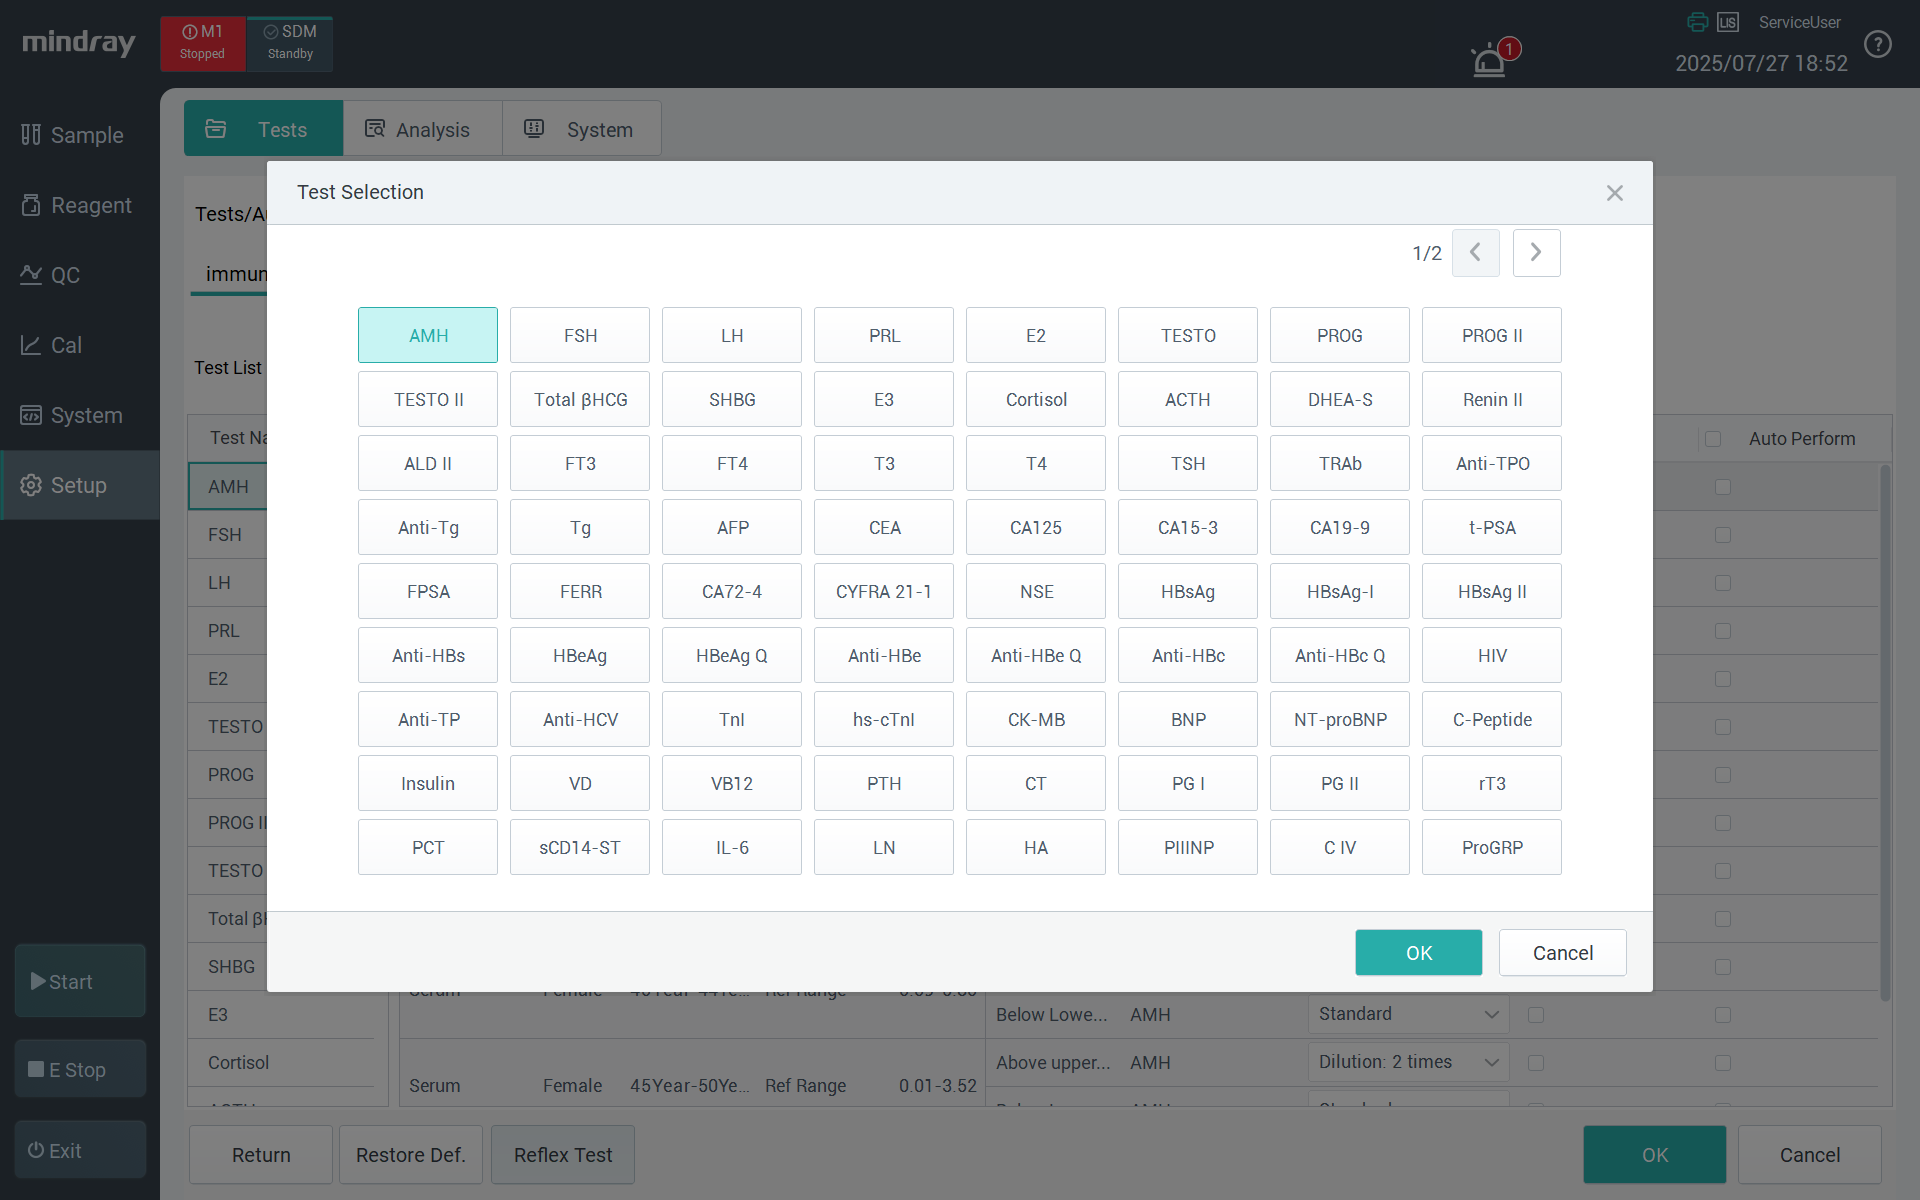 mindray
M1
Stopped
SDM
Standby
1
LIS
ServiceUser
2025/07/27 18:52
?
Sample
Reagent
QC
Cal
System
Setup
Start
E Stop
Exit
Tests
Analysis
System
Tests/A
immun
Test List
Test Na
Auto Perform
AMH
FSH
LH
PRL
E2
TESTO
PROG
PROG II
TESTO
Total βH
SHBG
E3
Cortisol
Test Selection
1/2
AMH FSH LH PRL E2 TESTO PROG PROG II
TESTO II Total βHCG SHBG E3 Cortisol ACTH DHEA-S Renin II
ALD II FT3 FT4 T3 T4 TSH TRAb Anti-TPO
Anti-Tg Tg AFP CEA CA125 CA15-3 CA19-9 t-PSA
FPSA FERR CA72-4 CYFRA 21-1 NSE HBsAg HBsAg-I HBsAg II
Anti-HBs HBeAg HBeAg Q Anti-HBe Anti-HBe Q Anti-HBc Anti-HBc Q HIV
Anti-TP Anti-HCV TnI hs-cTnI CK-MB BNP NT-proBNP C-Peptide
Insulin VD VB12 PTH CT PG I PG II rT3
PCT sCD14-ST IL-6 LN HA PIIINP C IV ProGRP
OK Cancel
Below Lowe... AMH Standard
Above upper... AMH Dilution: 2 times
Serum Female 45Year-50Ye... Ref Range 0.01-3.52
Return Restore Def. Reflex Test OK Cancel